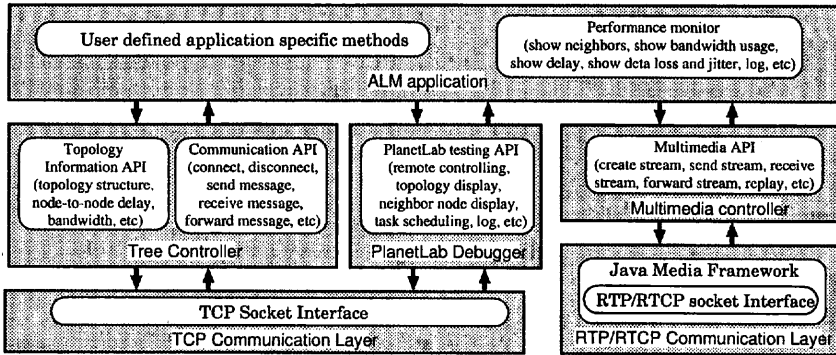 User defined application specific methods
Performance monitor
(show neighbors, show bandwidth usage,
show delay, show data loss and jitter, log, etc)
ALM application
Topology
Information API
(topology structure,
node-to-node delay,
bandwidth, etc)
Communication API
(connect, disconnect,
send message,
receive message,
forward message, etc)
Tree Controller
PlanetLab testing API
(remote controlling,
topology display,
neighbor node display,
task scheduling, log, etc)
PlanetLab Debugger
Multimedia API
(create stream, send stream, receive
stream, forward stream, replay, etc)
Multimedia controller
TCP Socket Interface
TCP Communication Layer
Java Media Framework
RTP/RTCP socket Interface
RTP/RTCP Communication Layer